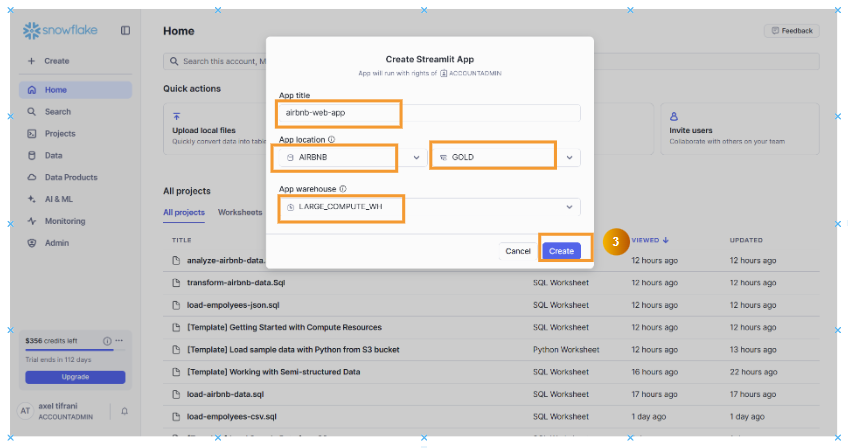 snowflake
Home
Feedback
Create
Search this account, M
Home
Search
Projects
Data
Data Products
AI & ML
Monitoring
Admin
Quick actions
Upload local files
Quickly convert data into table
Invite users
Collaborate with others on your team
Create Streamlit App
App will run with rights of ACCOUNTADMIN
App title
airbnb-web-app
App location
AIRBNB
GOLD
App warehouse
LARGE_COMPUTE_WH
Cancel
Create
3
All projects
All projects Worksheets
TITLE VIEWED UPDATED
analyze-airbnb-data. 12 hours ago 12 hours ago
transform-airbnb-data.Sql SQL Worksheet 12 hours ago 12 hours ago
load-empolyees-json.sql SQL Worksheet 12 hours ago 12 hours ago
[Template] Getting Started with Compute Resources SQL Worksheet 12 hours ago 12 hours ago
[Template] Load sample data with Python from S3 bucket Python Worksheet 12 hours ago 13 hours ago
[Template] Working with Semi-structured Data SQL Worksheet 16 hours ago 22 hours ago
load-airbnb-data.sql SQL Worksheet 17 hours ago 17 hours ago
load-empolyees-csv.sql SQL Worksheet 1 day ago 1 day ago
$356 credits left
Trial ends in 112 days
Upgrade
AT
axel tifrani
ACCOUNTADMIN